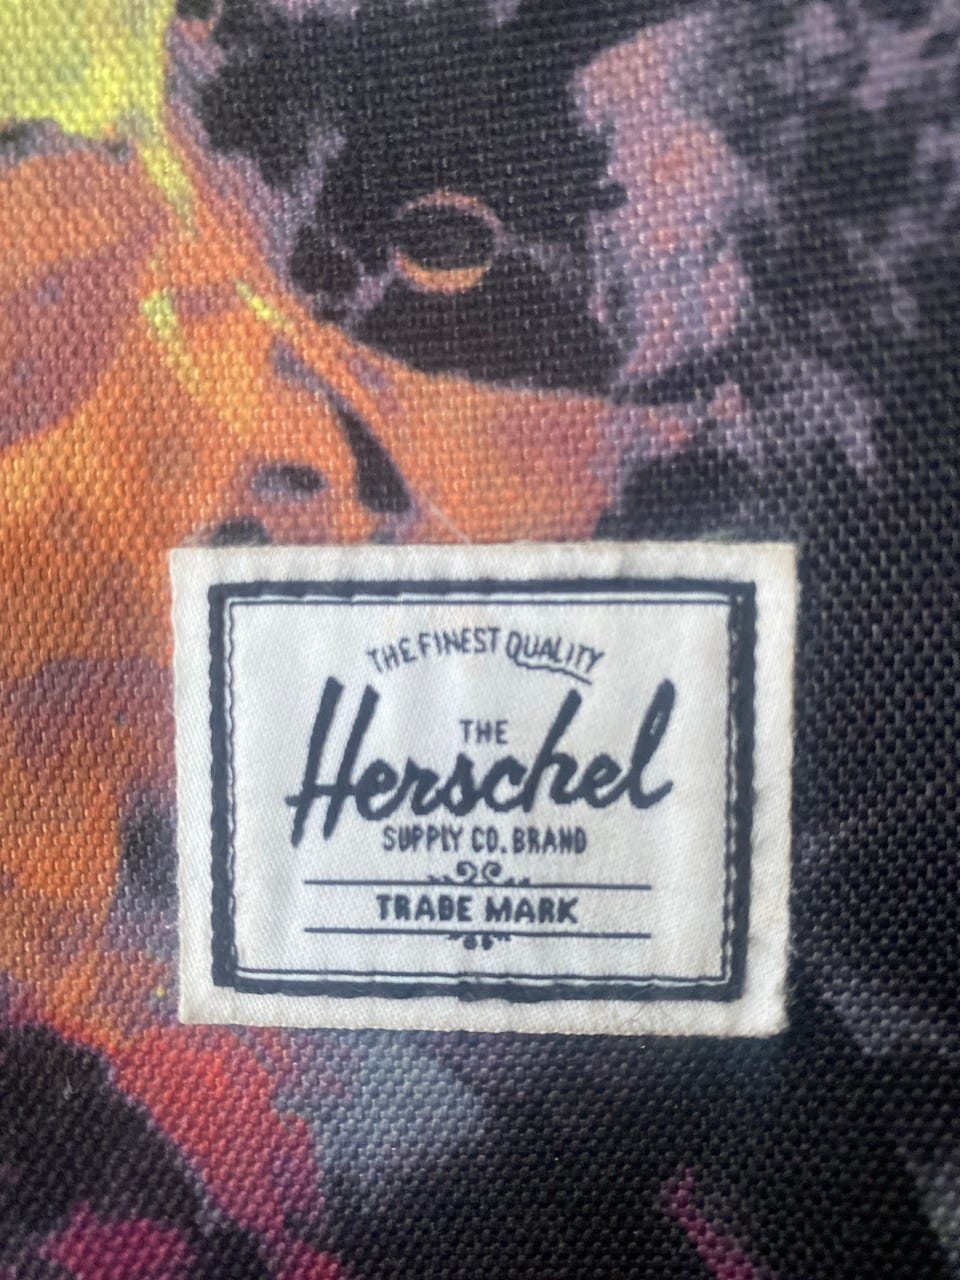 THE FINEST QUALITY
THE
Herschel
SUPPLY CO. BRAND
TRADE MARK